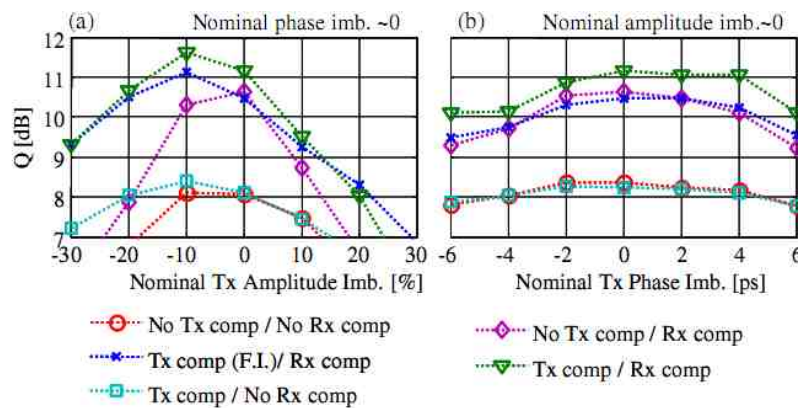 (a) Nominal phase imb. ~0
(b) Nominal amplitude imb.~0
Q [dB]
12
11
10
9
8
7
-30 -20 -10 0 10 20 30
Nominal Tx Amplitude Imb. [%]
-6 -4 -2 0 2 4 6
Nominal Tx Phase Imb. [ps]
No Tx comp / No Rx comp
Tx comp (F.I.)/ Rx comp
Tx comp / No Rx comp
No Tx comp / Rx comp
Tx comp / Rx comp